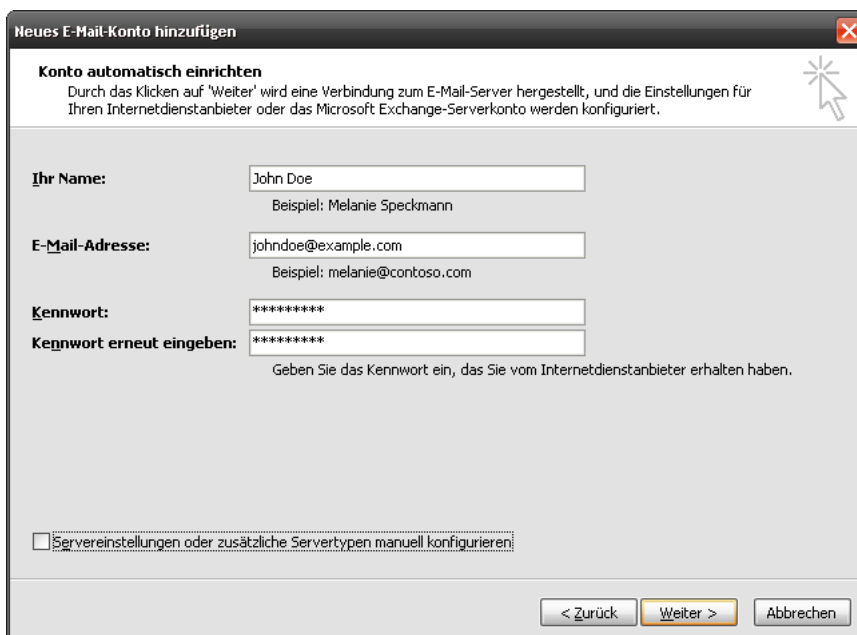 Neues E-Mail-Konto hinzufügen
Konto automatisch einrichten
Durch das Klicken auf 'Weiter' wird eine Verbindung zum E-Mail-Server hergestellt, und die Einstellungen für
Ihren Internetdienstanbieter oder das Microsoft Exchange-Serverkonto werden konfiguriert.
Ihr Name: John Doe
Beispiel: Melanie Speckmann
E-Mail-Adresse: johndoe@example.com
Beispiel: melanie@contoso.com
Kennwort: *********
Kennwort erneut eingeben: *********
Geben Sie das Kennwort ein, das Sie vom Internetdienstanbieter erhalten haben.
Servereinstellungen oder zusätzliche Servertypen manuell konfigurieren
< Zurück Weiter > Abbrechen